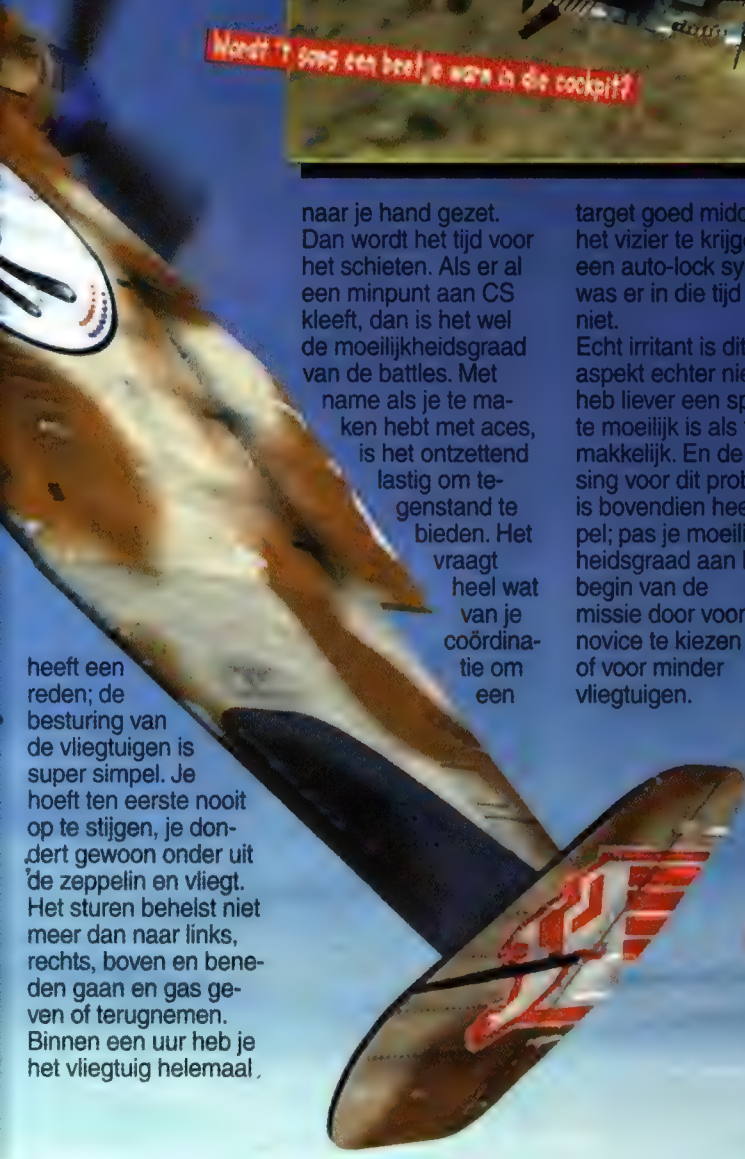 Wordt 't soms een beetje warm in die cockpit?
heeft een
reden; de
besturing van
de vliegtuigen is
super simpel. Je
hoeft ten eerste nooit
op te stijgen, je don-
dert gewoon onder uit
de zeppelin en vliegt.
Het sturen behelst niet
meer dan naar links,
rechts, boven en bene-
den gaan en gas ge-
ven of terugnemen.
Binnen een uur heb je
het vliegtuig helemaal
naar je hand gezet.
Dan wordt het tijd voor
het schieten. Als er al
een minpunt aan CS
kleeft, dan is het wel
de moeilijkheidsgraad
van de battles. Met
name als je te ma-
ken hebt met aces,
is het ontzettend
lastig om te-
genstand te
bieden. Het
vraagt
heel wat
van je
coördina-
tie om
een
target goed midd
het vizier te krijg
een auto-lock sy
was er in die tijd
niet.
Echt irritant is dit
aspekt echter nie
heb liever een sp
te moeilijk is als
makkelijk. En de
sing voor dit prob
is bovendien hee
pel; pas je moeili
heidsgraad aan
begin van de
missie door voor
novice te kiezen
of voor minder
vliegtuigen.